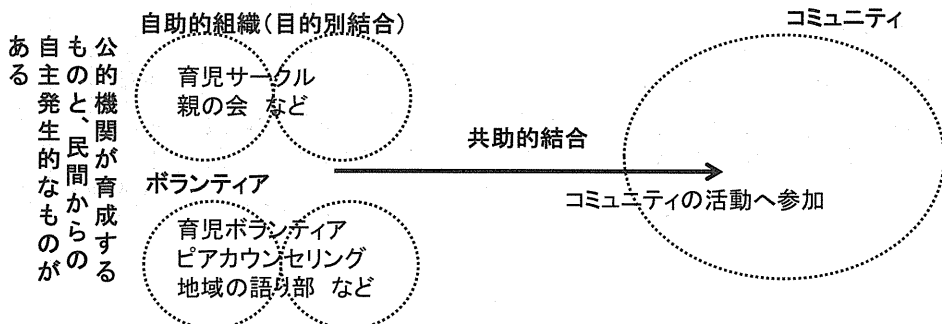 公的機関が育成する
ものと、民間からの
自主発生的なものが
ある
自助的組織(目的別結合)
育児サークル
親の会 など
ボランティア
育児ボランティア
ピアカウンセリング
地域の語り部 など
共助的結合
コミュニティ
コミュニティの活動へ参加